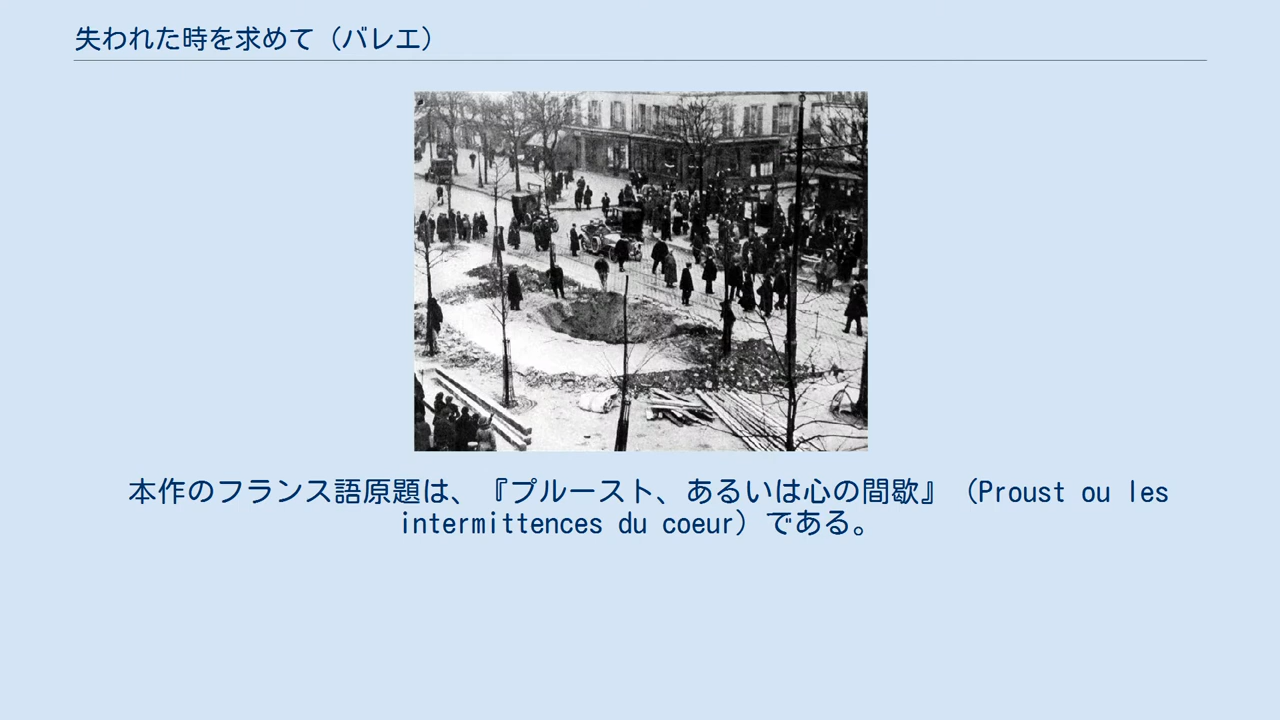 失われた時を求めて（バレエ）
本作のフランス語原題は、『プルースト、あるいは心の間歇』（Proust ou les
intermittences du coeur）である。